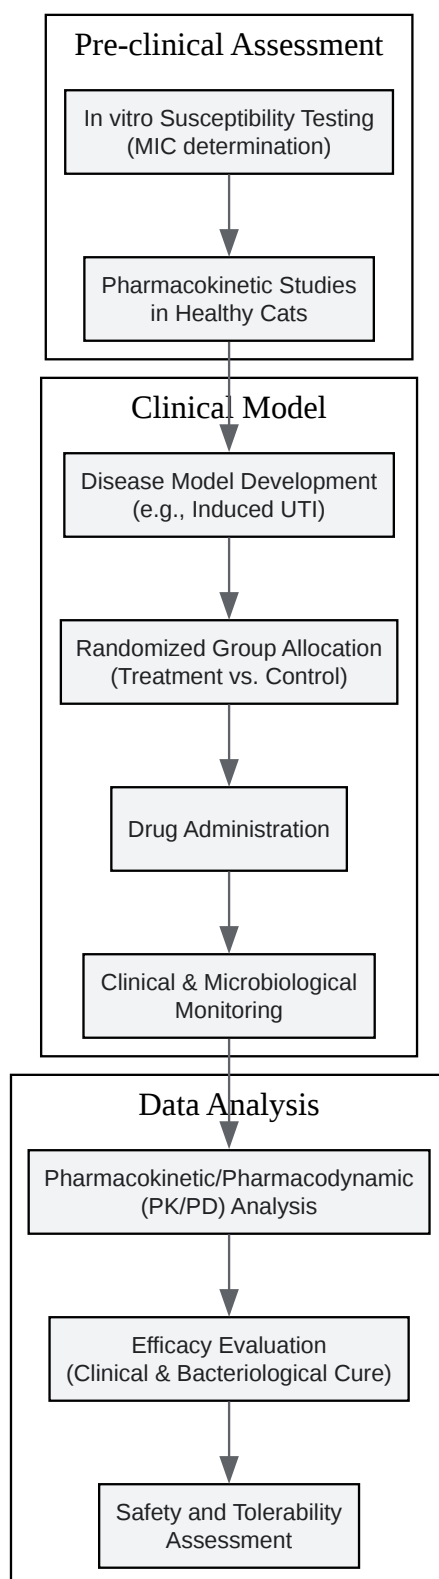 Pre-clinical Assessment
In vitro Susceptibility Testing
(MIC determination)
Pharmacokinetic Studies
in Healthy Cats
Clinical Model
Disease Model Development
(e.g., Induced UTI)
Randomized Group Allocation
(Treatment vs. Control)
Drug Administration
Clinical & Microbiological
Monitoring
Data Analysis
Pharmacokinetic/Pharmacodynamic
(PK/PD) Analysis
Efficacy Evaluation
(Clinical & Bacteriological Cure)
Safety and Tolerability
Assessment